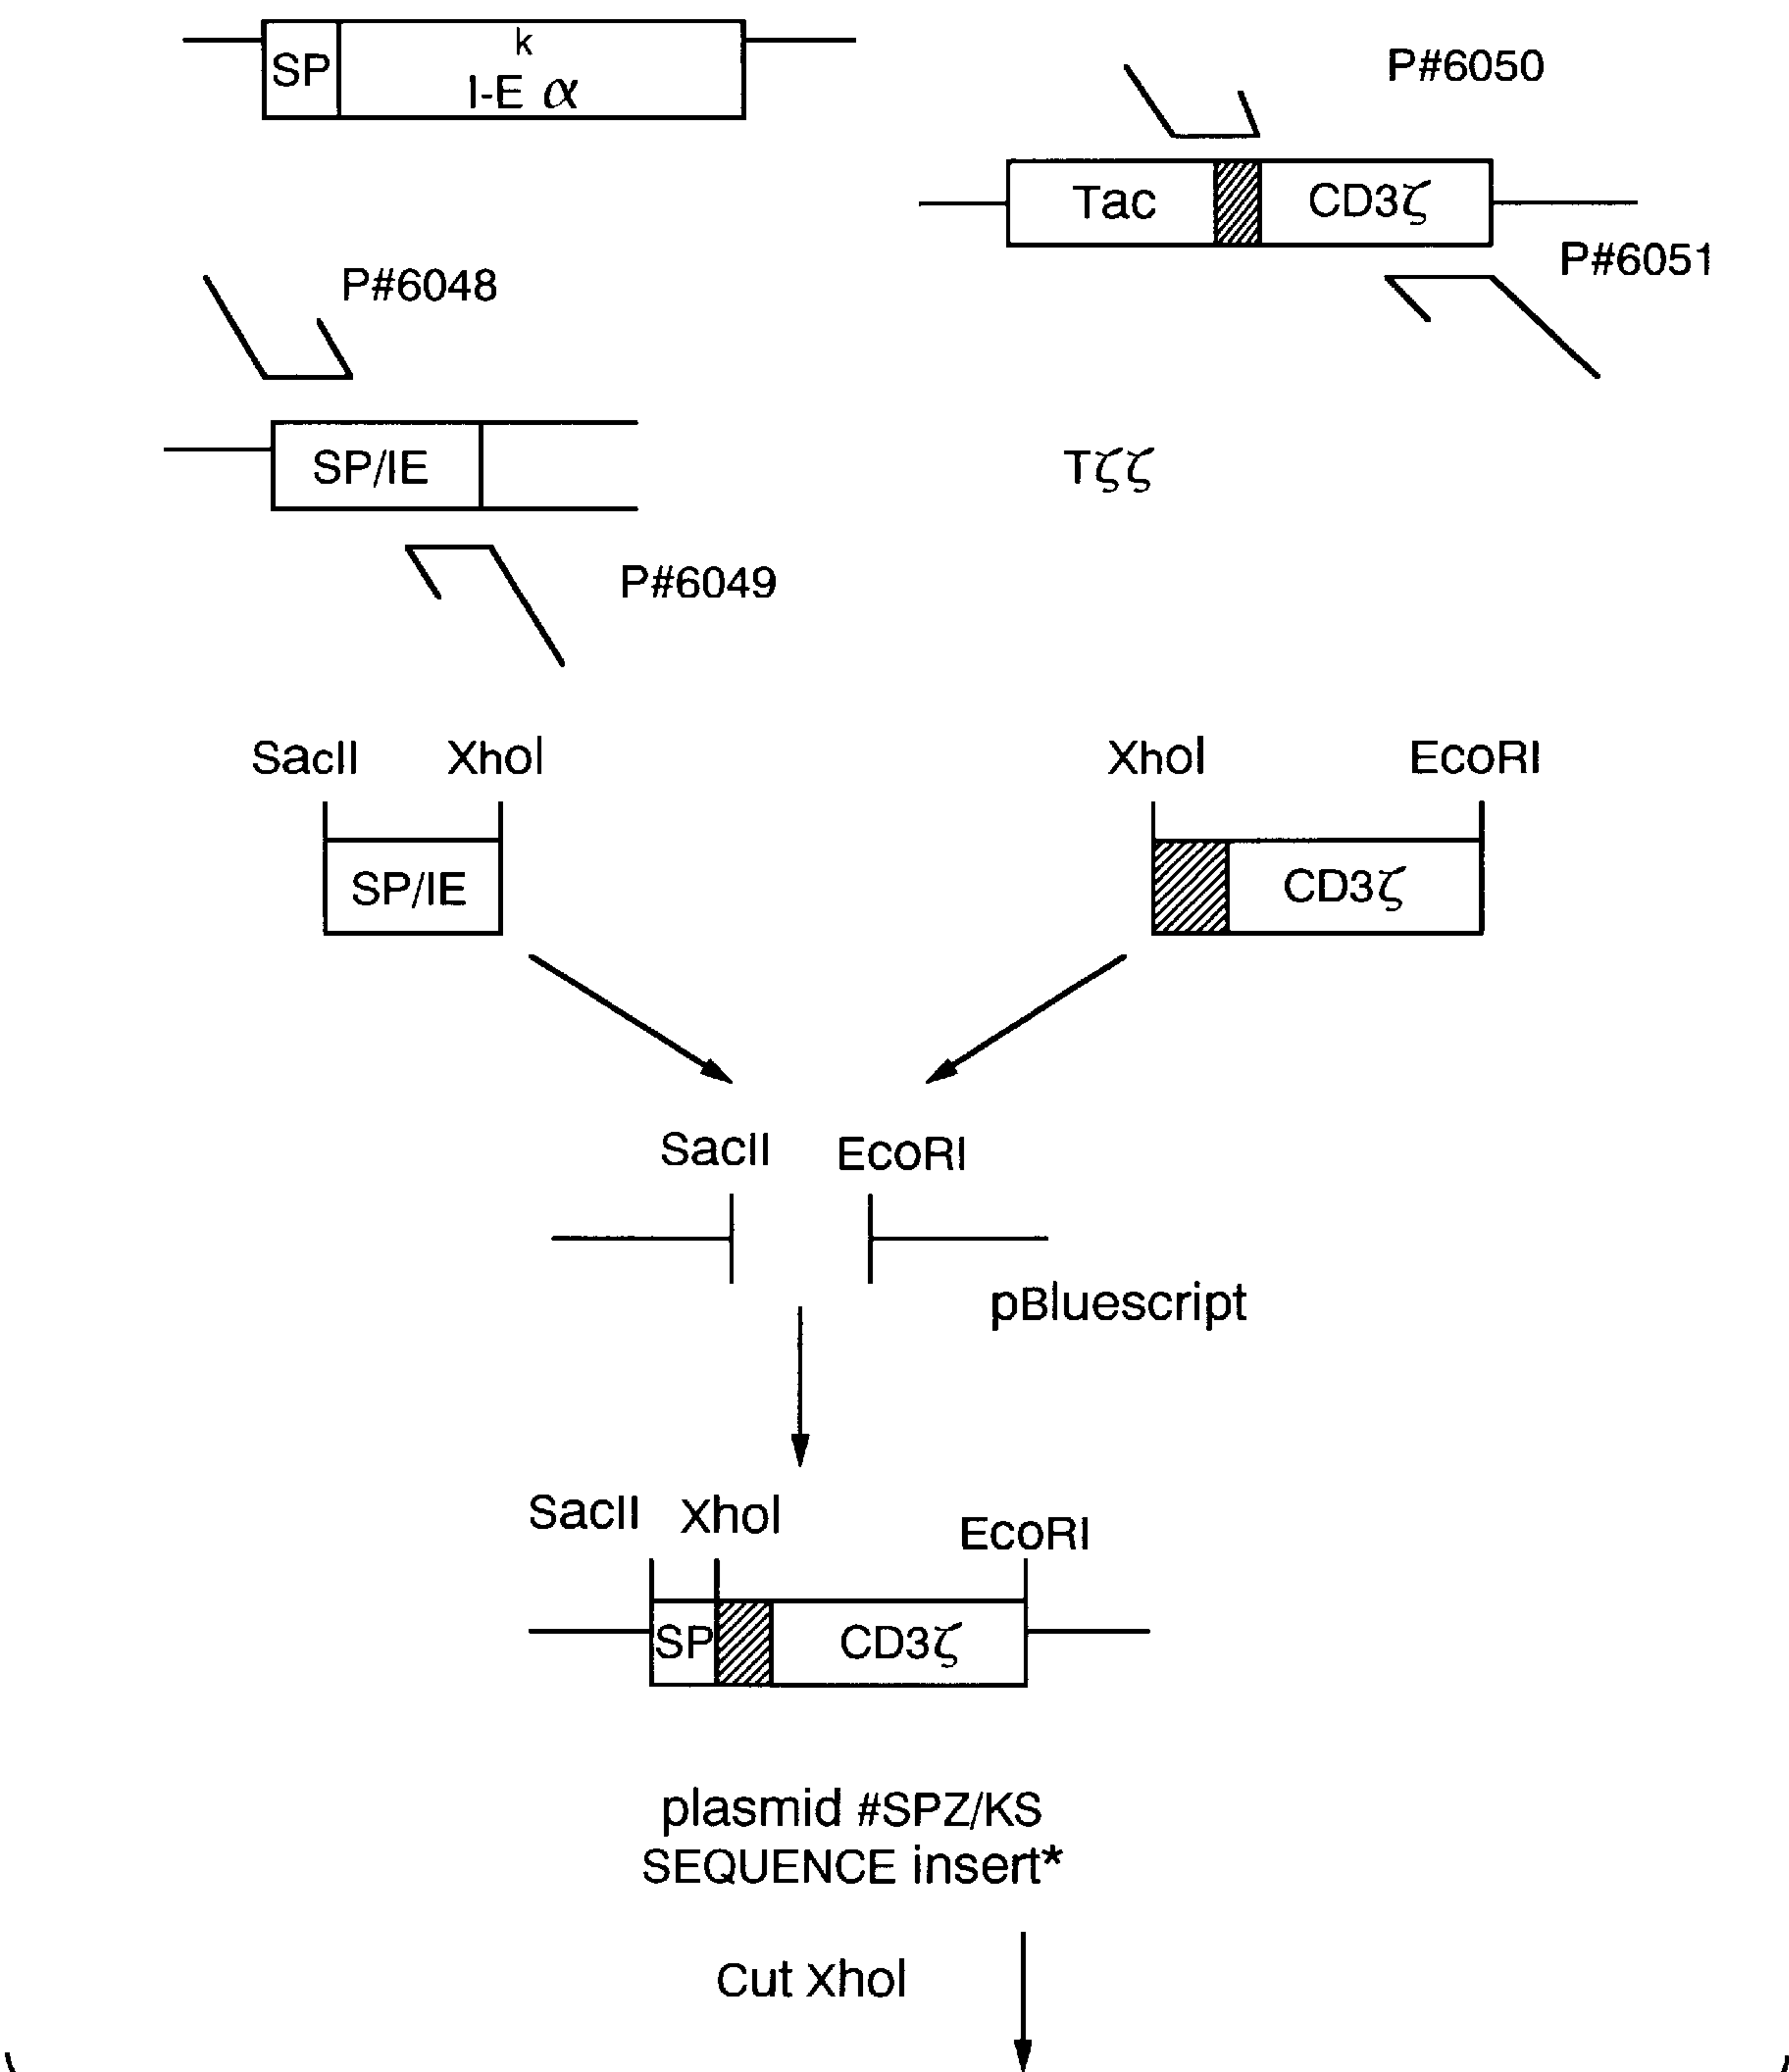 SP
k
I-E α
P#6050
Tac
CD3ζ
P#6051
P#6048
SP/IE
Tζζ
P#6049
SacII XhoI
XhoI EcoRI
SP/IE
CD3ζ
SacII EcoRI
pBluescript
SacII XhoI EcoRI
SP
CD3ζ
plasmid #SPZ/KS
SEQUENCE insert*
Cut XhoI